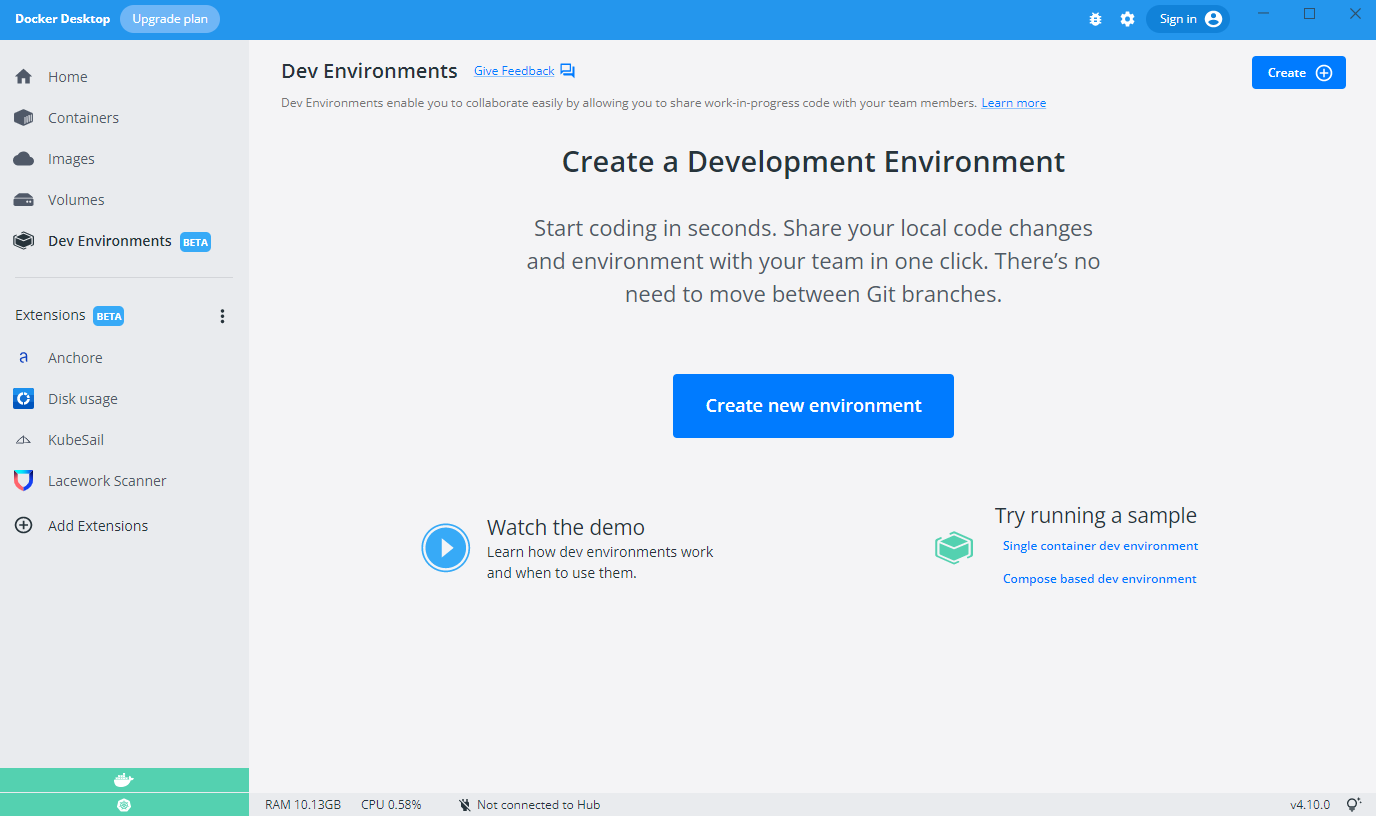 Docker Desktop
Upgrade plan
Sign in
Home
Containers
Images
Volumes
Dev Environments BETA
Extensions BETA
Anchore
Disk usage
KubeSail
Lacework Scanner
Add Extensions
Dev Environments
Give Feedback
Create
Dev Environments enable you to collaborate easily by allowing you to share work-in-progress code with your team members. Learn more
Create a Development Environment
Start coding in seconds. Share your local code changes
and environment with your team in one click. There’s no
need to move between Git branches.
Create new environment
Watch the demo
Learn how dev environments work
and when to use them.
Try running a sample
Single container dev environment
Compose based dev environment
RAM 10.13GB CPU 0.58% Not connected to Hub
v4.10.0